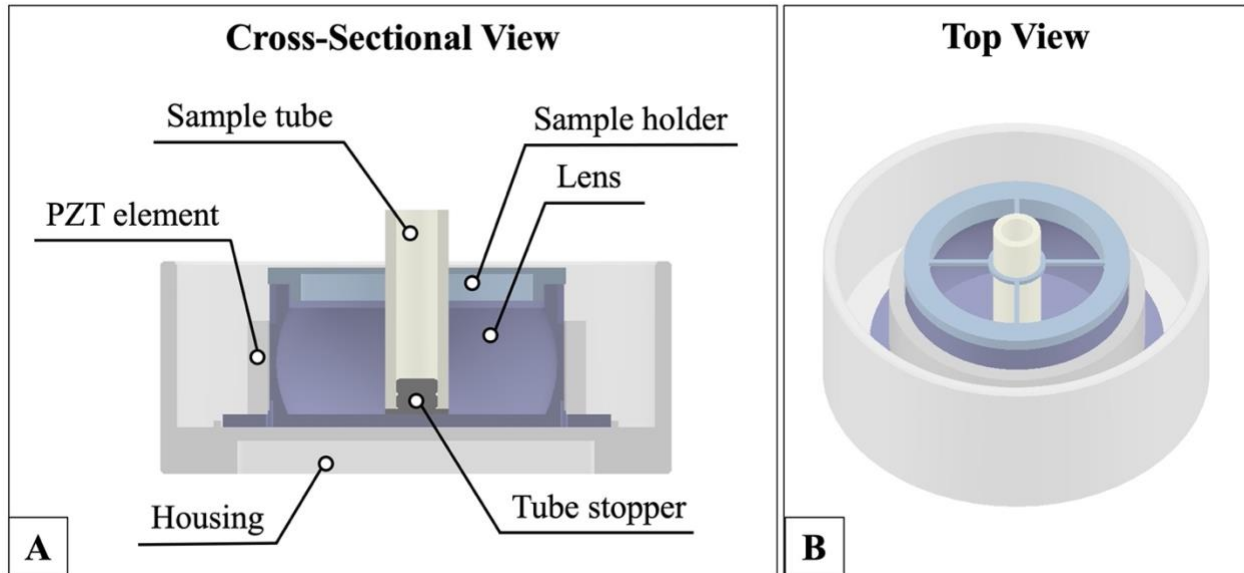 Cross-Sectional View
Sample tube
Sample holder
Lens
PZT element
Housing
Tube stopper
A
Top View
B